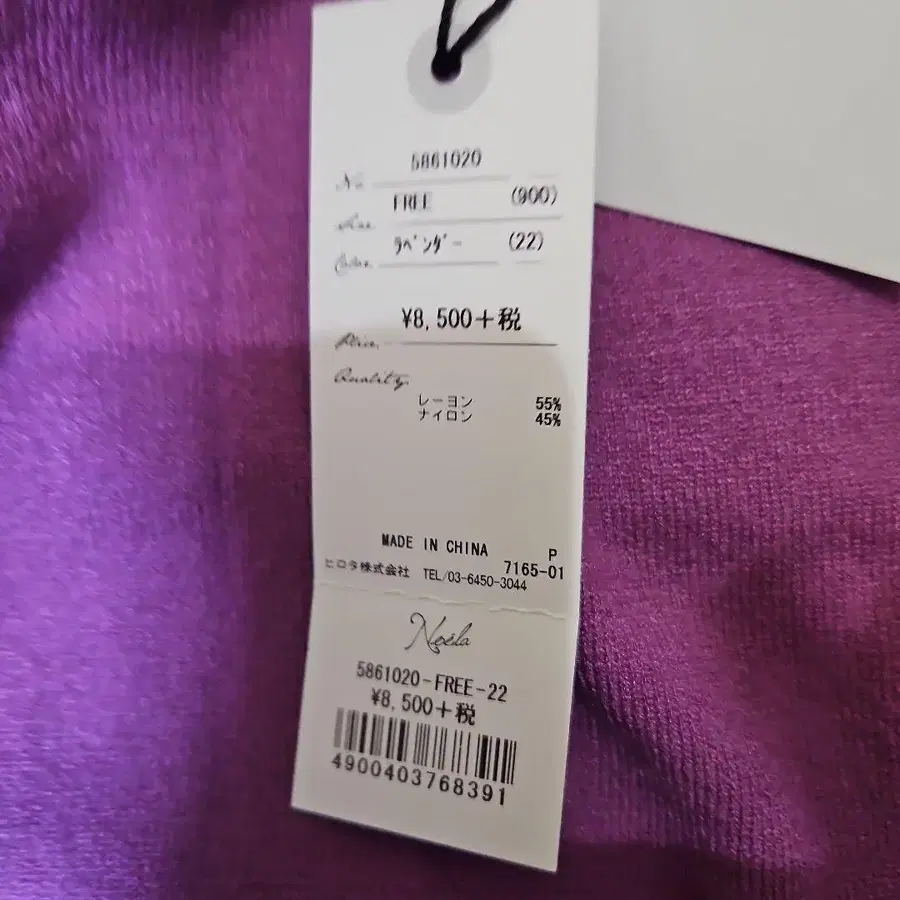 No. 5861020
Size FREE (900)
Color ﾗﾍﾞﾝﾀﾞｰ (22)
¥8,500+税
Price
Quality
レーヨン 55%
ナイロン 45%
MADE IN CHINA P
ヒロタ株式会社 TEL/03-6450-3044 7165-01
Noela
5861020-FREE-22
¥8,500+税
4900403768391